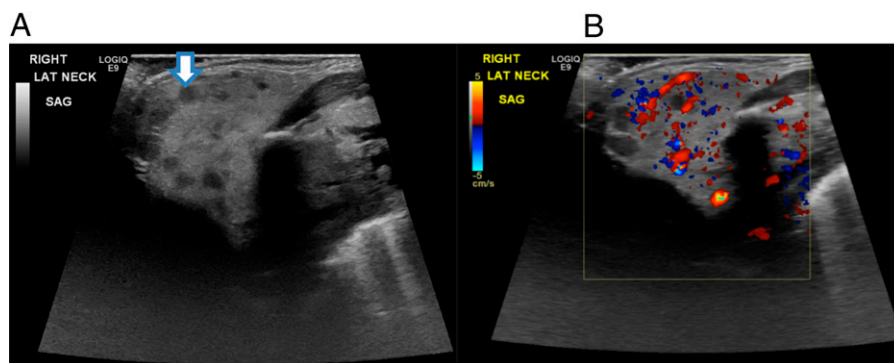 A
RIGHT
LAT NECK
SAG
LOGIQ
E9
B
RIGHT
LAT NECK
SAG
LOGIQ
E9
5
-5
cm/s